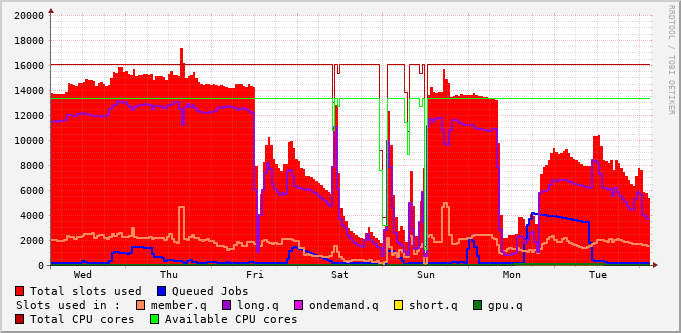 20000
18000
16000
14000
12000
10000
8000
6000
4000
2000
0
Wed Thu Fri Sat Sun Mon Tue
RRDTOOL / TOBI OETIKER
Total slots used Queued Jobs
Slots used in : member.q long.q ondemand.q short.q gpu.q
Total CPU cores Available CPU cores